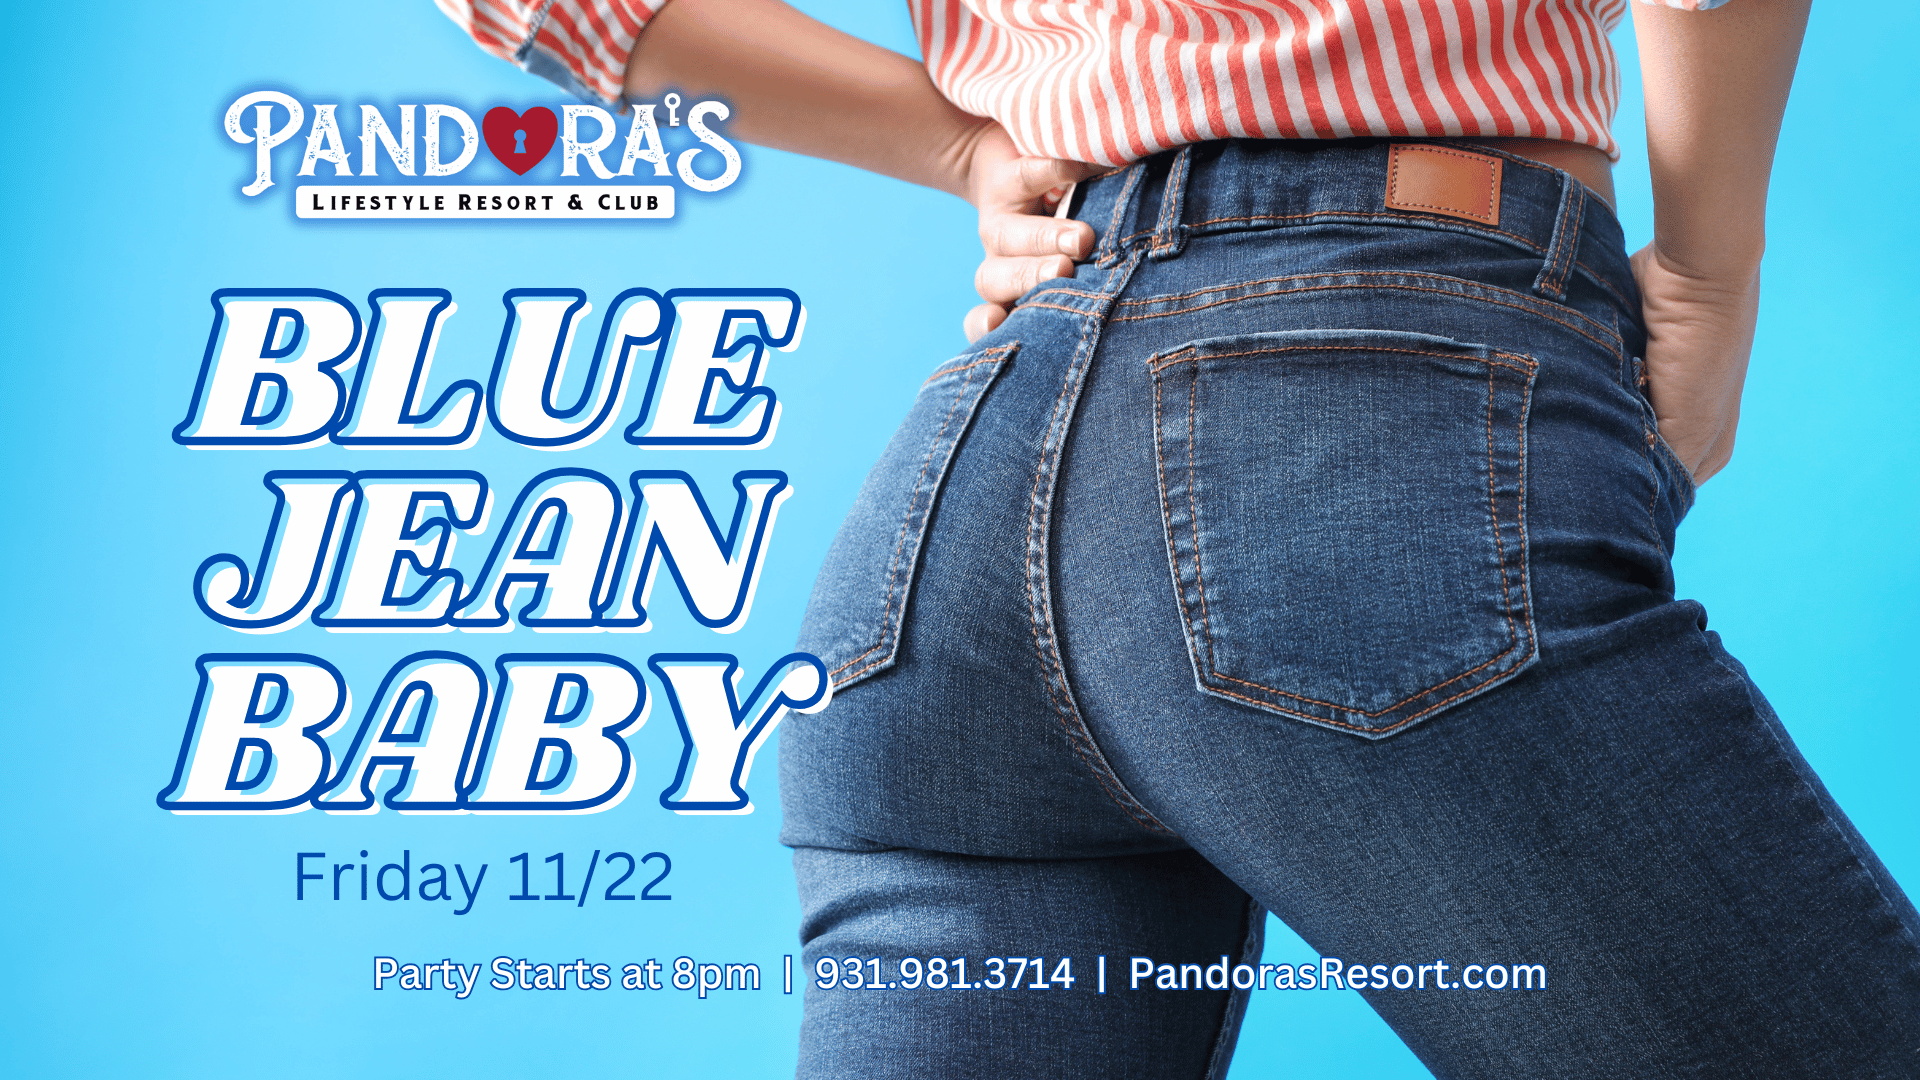 PANDORA'S
LIFESTYLE RESORT & CLUB
BLUE
JEAN
BABY
Friday 11/22
Party Starts at 8pm | 931.981.3714 | PandorasResort.com